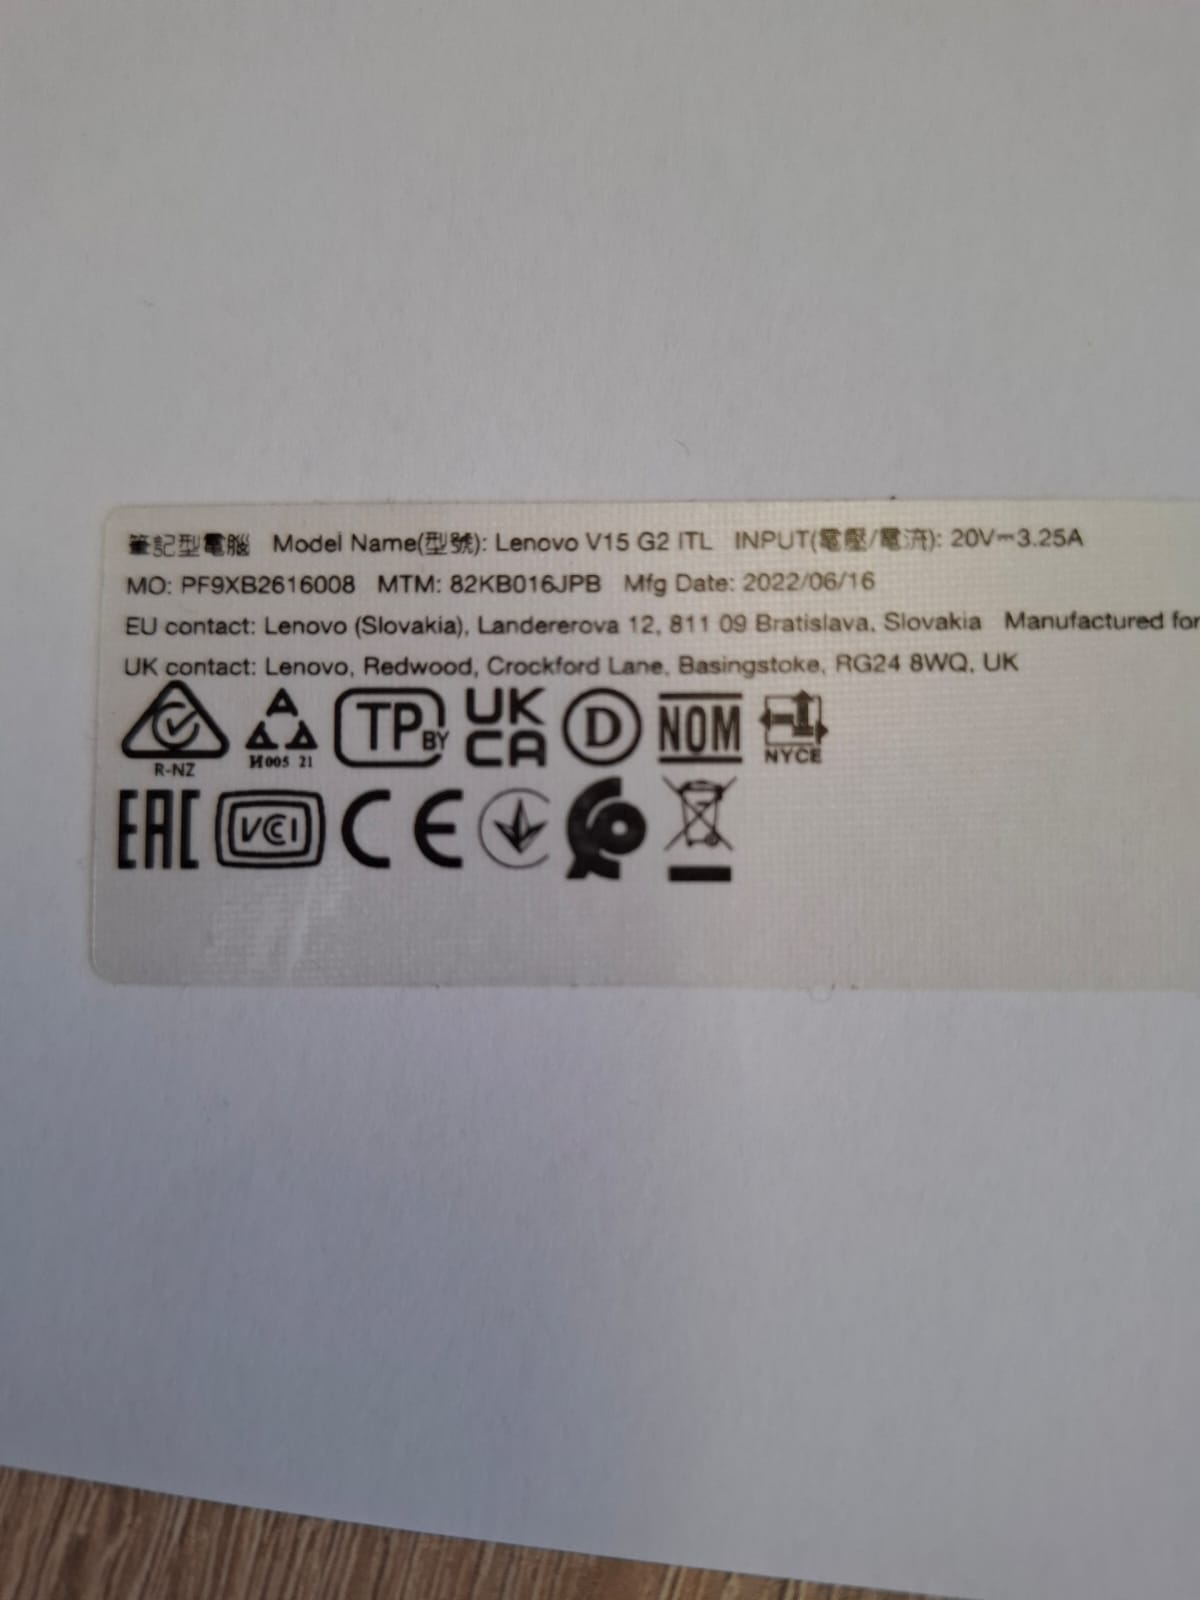 筆記型電腦 Model Name(型號): Lenovo V15 G2 ITL INPUT(電壓/電流): 20V⎓3.25A
MO: PF9XB2616008 MTM: 82KB016JPB Mfg Date: 2022/06/16
EU contact: Lenovo (Slovakia), Landererova 12, 811 09 Bratislava, Slovakia Manufactured for
UK contact: Lenovo, Redwood, Crockford Lane, Basingstoke, RG24 8WQ, UK
R-NZ
И005 21
TP BY
UK CA
D
NOM
NYCE
EAC
VCCI
CE